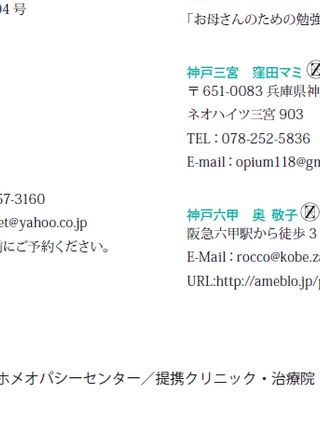 04 号
57-3160
et@yahoo.co.jp
前にご予約ください。
「お母さんのための勉強
神戸三宮 窪田マミ Ⓩ
〒 651-0083 兵庫県神
ネオハイツ三宮 903
TEL：078-252-5836
E-mail：opium118@gm
神戸六甲 奥 敬子 Ⓩ
阪急六甲駅から徒歩 3
E-Mail：rocco@kobe.za
URL:http://ameblo.jp/p
ホメオパシーセンター／提携クリニック・治療院